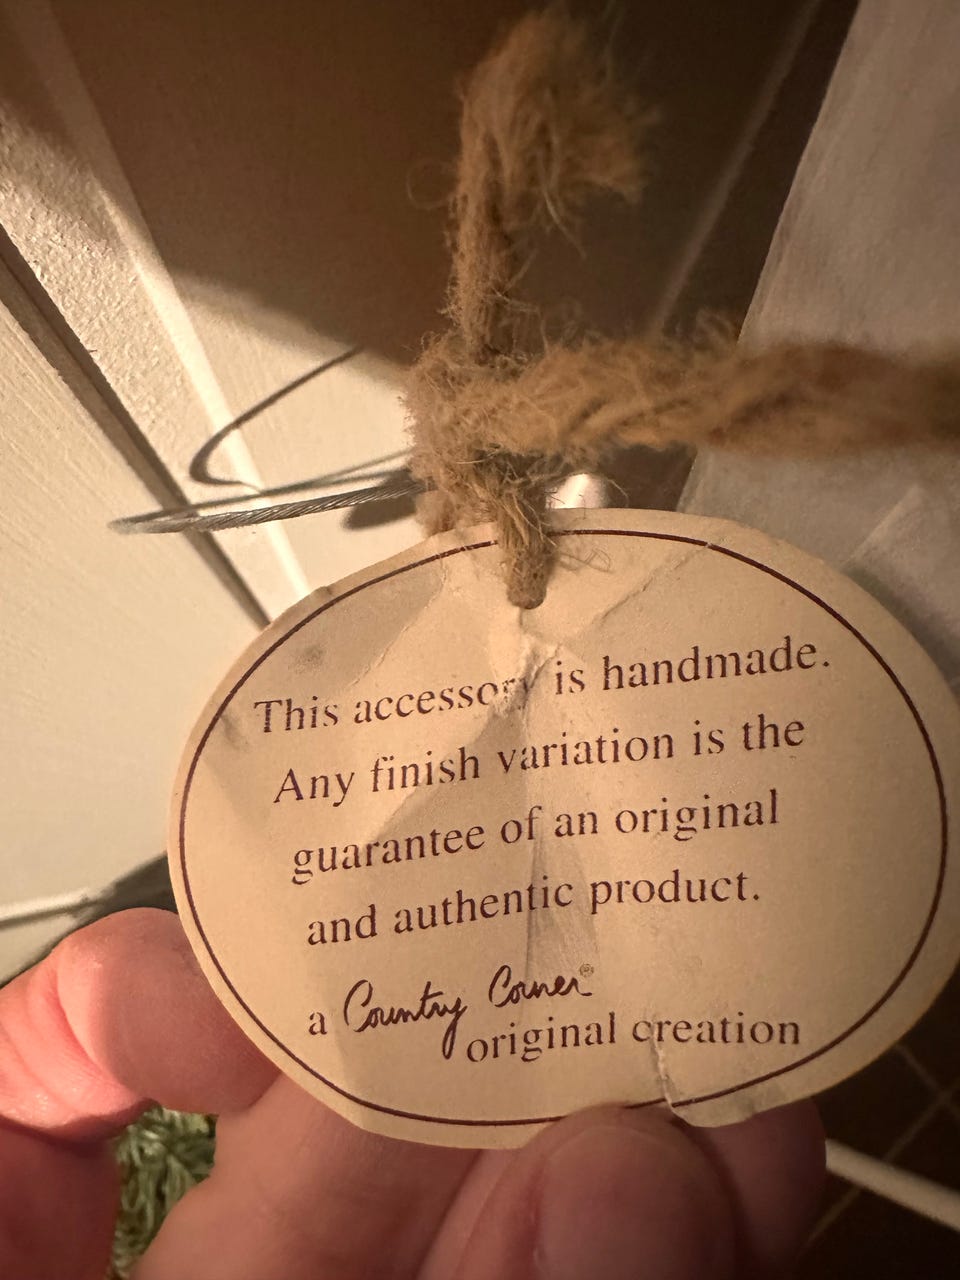 This accessory is handmade.
Any finish variation is the
guarantee of an original
and authentic product.
a Country Corner®
original creation